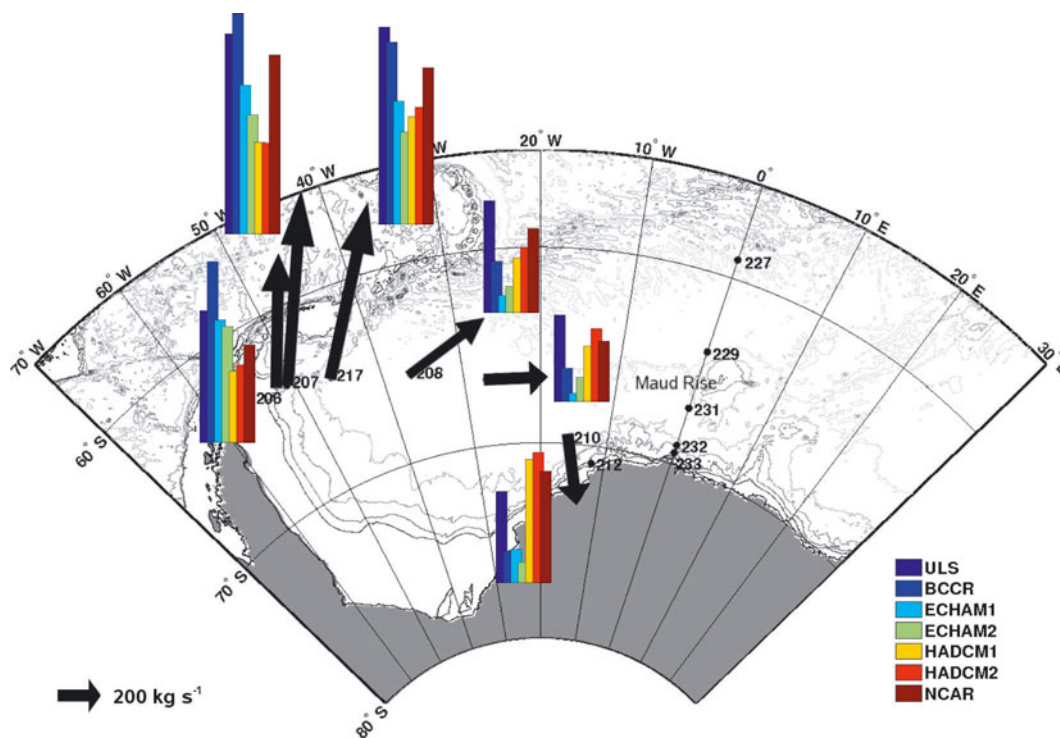 20° W
W
10° W
0°
40° W
50° W
10° E
60° W
20° E
70° W
30° E
227
229
207
217
208
206
Maud Rise
231
60° S
210
232
212
233
70° S
80° S
ULS
BCCR
ECHAM1
ECHAM2
HADCM1
HADCM2
NCAR
200 kg s⁻¹